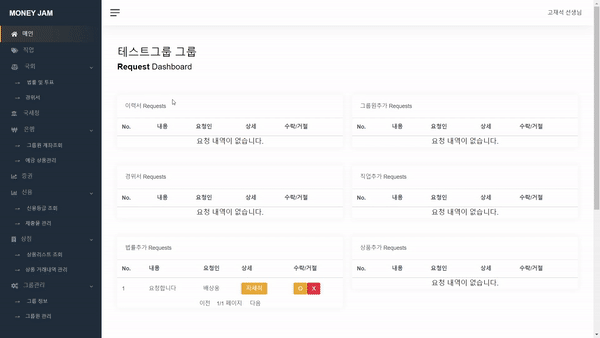 MONEY JAM
고재석 선생님
메인
직업
국회
법률 및 투표
경위서
국세청
은행
그룹원 계좌조회
예금 상품관리
증권
신용
신용등급 조회
제출물 관리
상점
상품리스트 조회
상품 거래내역 관리
그룹관리
그룹 정보
그룹원 관리
테스트그룹 그룹
Request Dashboard
이력서 Requests
No. 내용 요청인 상세 수락/거절
요청 내역이 없습니다.
그룹원추가 Requests
No. 내용 요청인 상세 수락/거절
요청 내역이 없습니다.
경위서 Requests
No. 내용 요청인 상세 수락/거절
요청 내역이 없습니다.
직업추가 Requests
No. 내용 요청인 상세 수락/거절
요청 내역이 없습니다.
법률추가 Requests
No. 내용 요청인 상세 수락/거절
1 요청합니다 배상웅 자세히 O X
이전 1/1 페이지 다음
상품추가 Requests
No. 내용 요청인 상세 수락/거절
요청 내역이 없습니다.